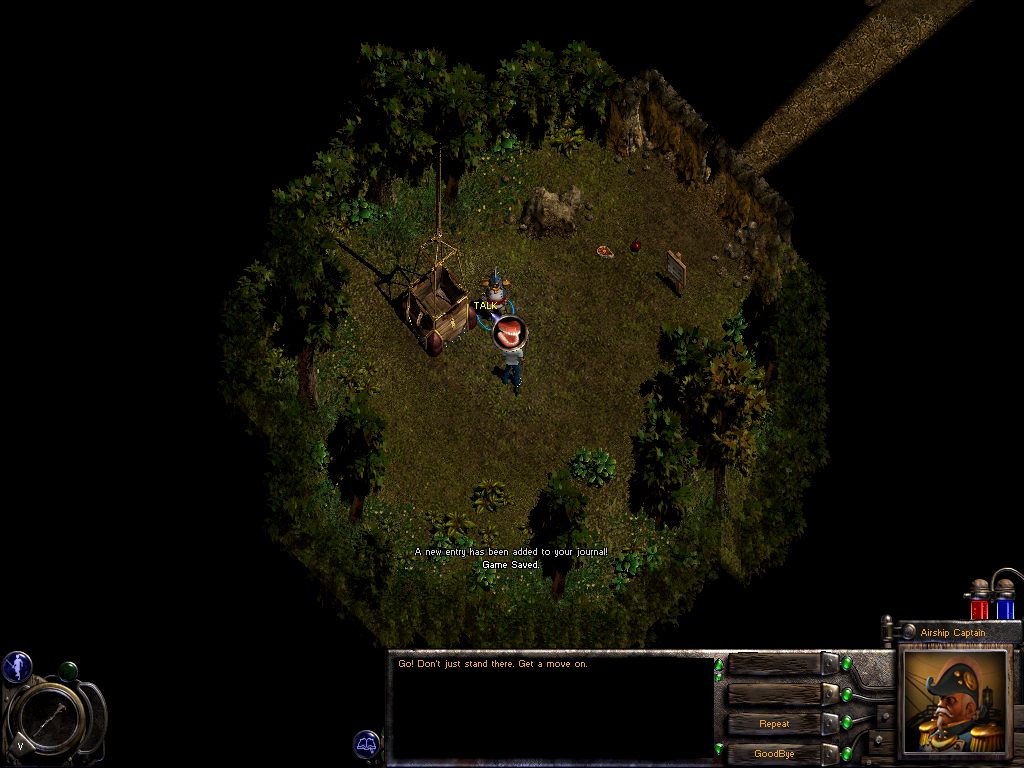 TALK
A new entry has been added to your journal!
Game Saved.
Airship Captain
Go! Don't just stand there. Get a move on.
Repeat
GoodBye
V